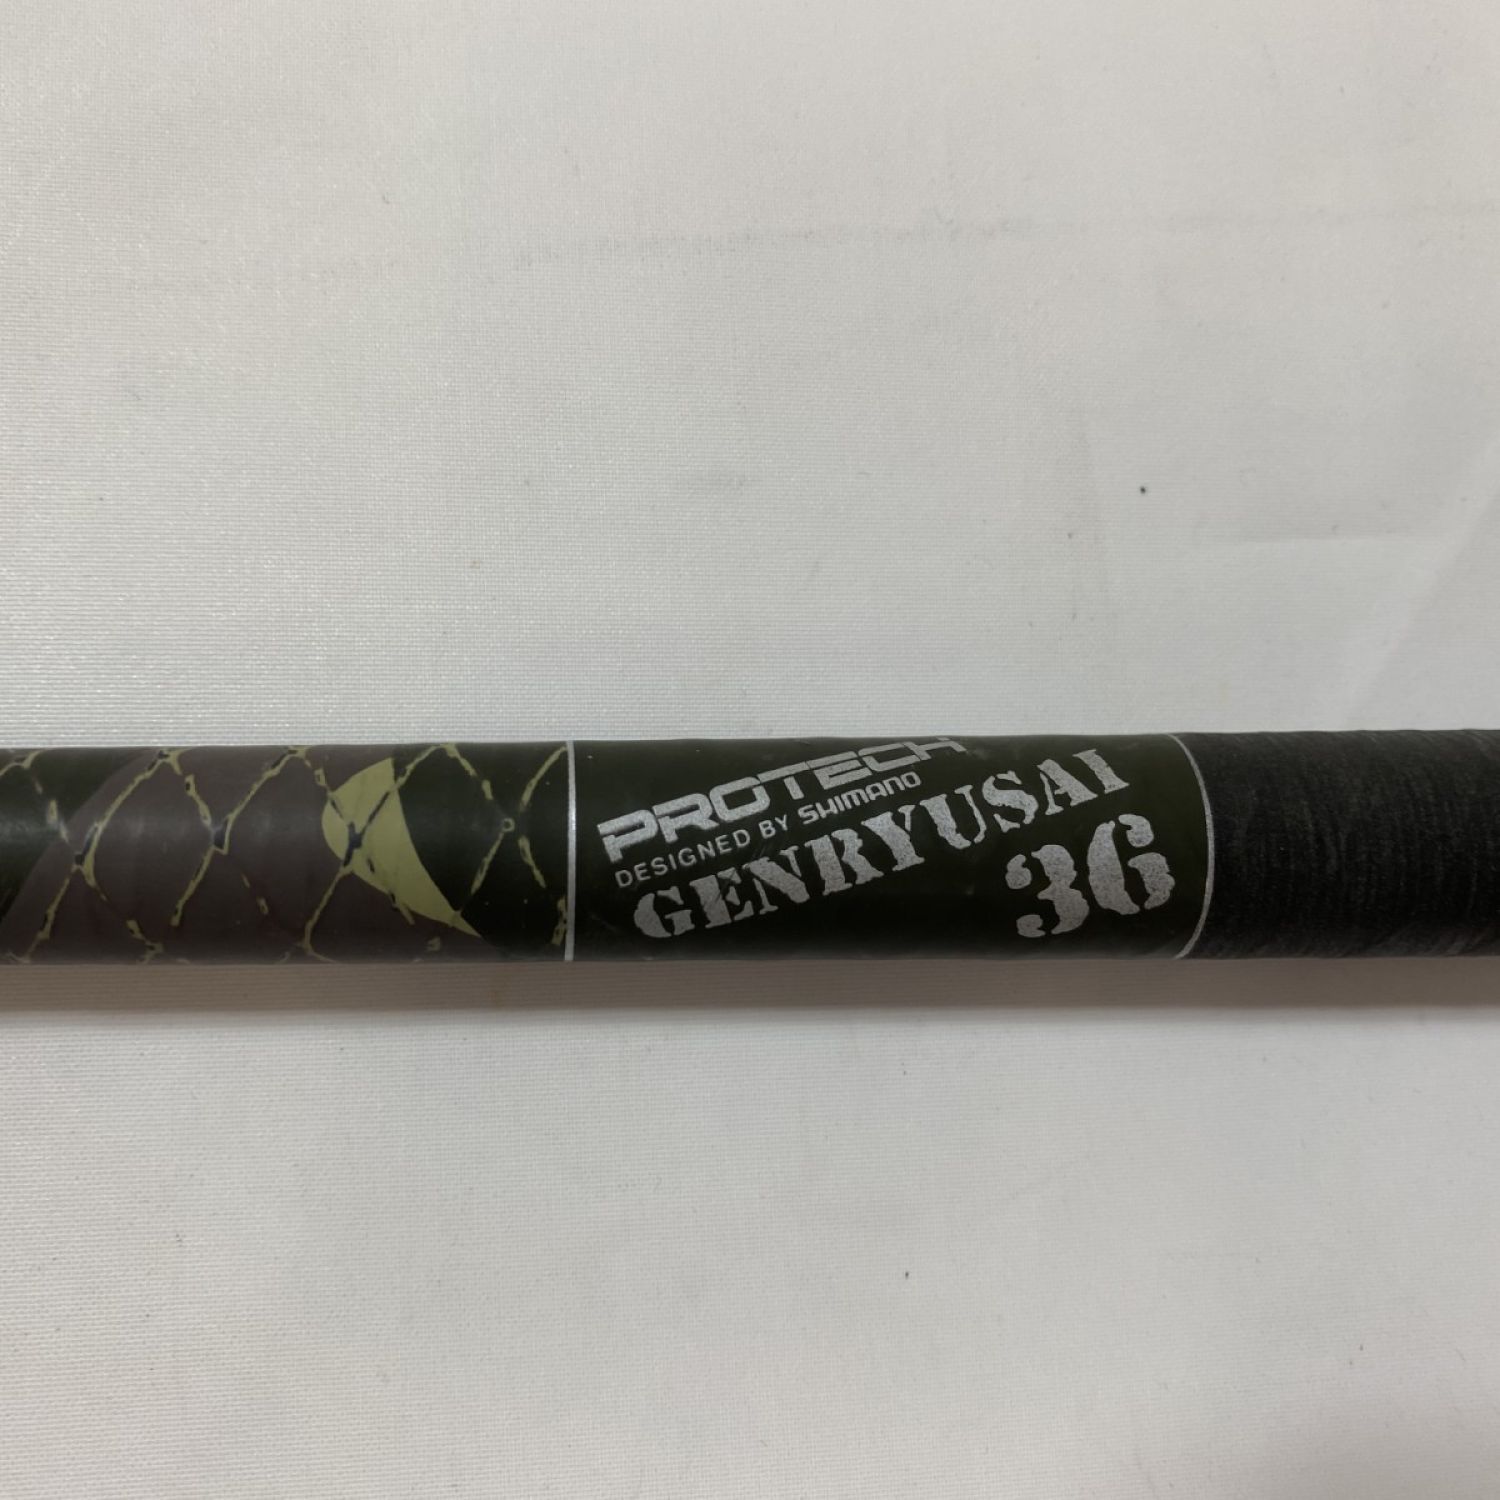 PROTECH
DESIGNED BY SHIMANO
GENRYUSAI
36